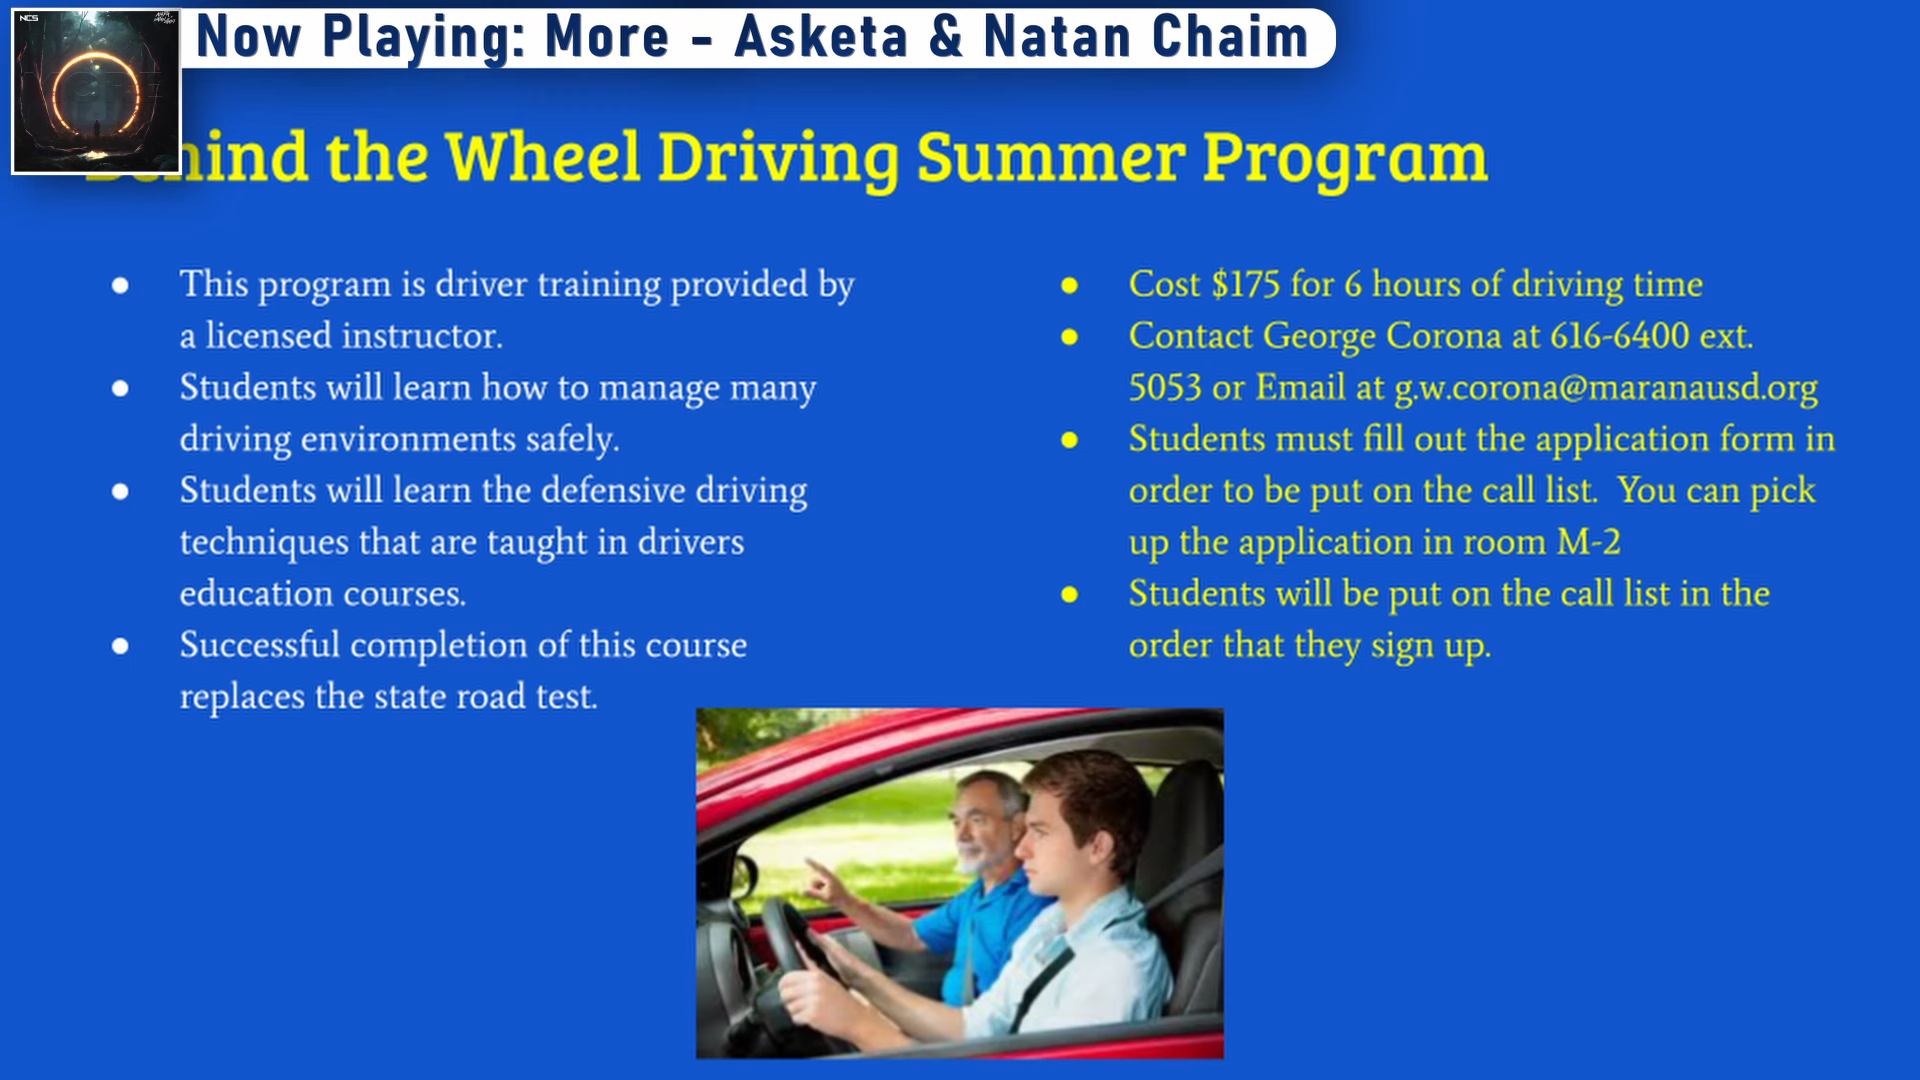 NCS
Now Playing: More - Asketa & Natan Chaim
hind the Wheel Driving Summer Program
● This program is driver training provided by
a licensed instructor.
● Students will learn how to manage many
driving environments safely.
● Students will learn the defensive driving
techniques that are taught in drivers
education courses.
● Successful completion of this course
replaces the state road test.
● Cost $175 for 6 hours of driving time
● Contact George Corona at 616-6400 ext.
5053 or Email at g.w.corona@maranausd.org
● Students must fill out the application form in
order to be put on the call list.  You can pick
up the application in room M-2
● Students will be put on the call list in the
order that they sign up.